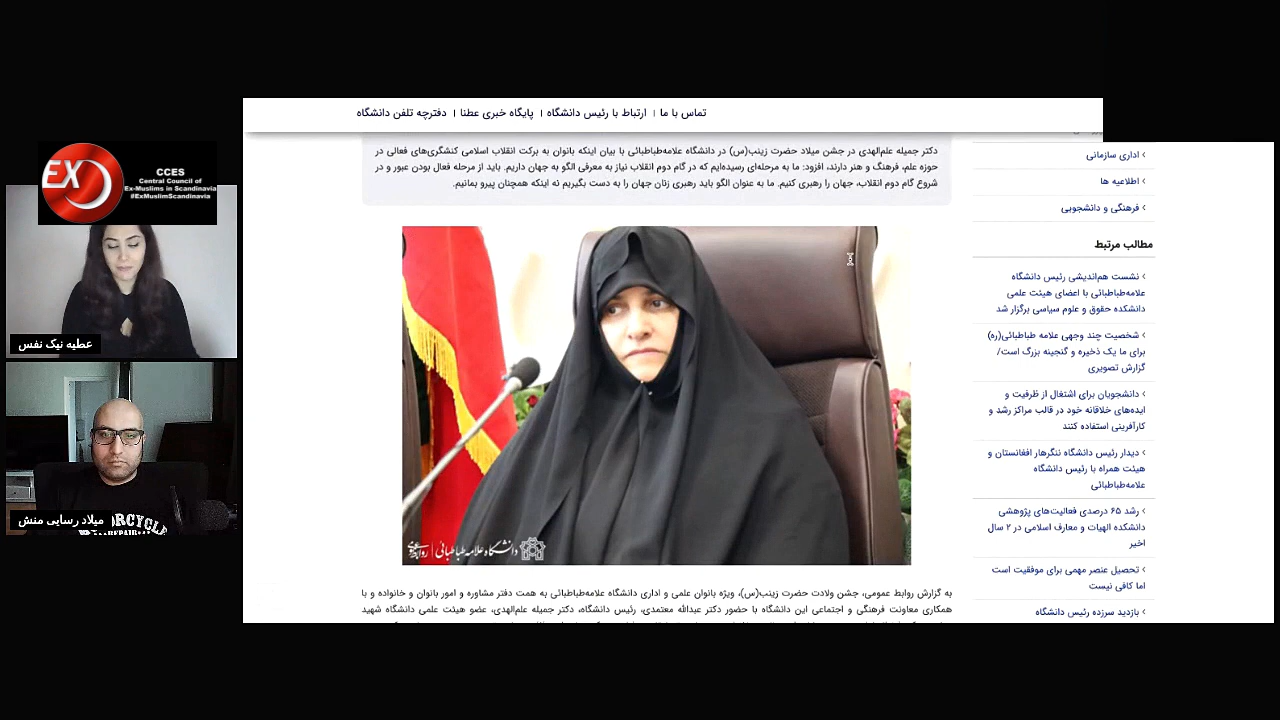 EX
CCES
Central Council of
Ex-Muslims in Scandinavia
#ExMuslimScandinavia
عطیه نیک نفس
میلاد رسایی منش
تماس با ما | ارتباط با رئیس دانشگاه | پایگاه خبری عطنا | دفترچه تلفن دانشگاه
دکتر جمیله علم‌الهدی در جشن میلاد حضرت زینب(س) در دانشگاه علامه‌طباطبائی با بیان اینکه بانوان به برکت انقلاب اسلامی کنشگری‌های فعالی در
حوزه علم، فرهنگ و هنر دارند، افزود: ما به مرحله‌ای رسیده‌ایم که در گام دوم انقلاب نیاز به معرفی الگو به جهان داریم. باید از مرحله فعال بودن عبور و در
شروع گام دوم انقلاب، جهان را رهبری کنیم. ما به عنوان الگو باید رهبری زنان جهان را به دست بگیریم نه اینکه همچنان پیرو بمانیم.
دانشگاه علامه طباطبائی
به گزارش روابط عمومی، جشن ولادت حضرت زینب(س)، ویژه بانوان علمی و اداری دانشگاه علامه‌طباطبائی به همت دفتر مشاوره و امور بانوان و خانواده و با
همکاری معاونت فرهنگی و اجتماعی این دانشگاه با حضور دکتر عبدالله معتمدی، رئیس دانشگاه، دکتر جمیله علم‌الهدی، عضو هیئت علمی دانشگاه شهید
› اداری سازمانی
› اطلاعیه ها
› فرهنگی و دانشجویی
مطالب مرتبط
› نشست هم‌اندیشی رئیس دانشگاه
علامه‌طباطبائی با اعضای هیئت علمی
دانشکده حقوق و علوم سیاسی برگزار شد
› شخصیت چند وجهی علامه طباطبائی(ره)
برای ما یک ذخیره و گنجینه بزرگ است/
گزارش تصویری
› دانشجویان برای اشتغال از ظرفیت و
ایده‌های خلاقانه خود در قالب مراکز رشد و
کارآفرینی استفاده کنند
› دیدار رئیس دانشگاه ننگرهار افغانستان و
هیئت همراه با رئیس دانشگاه
علامه‌طباطبائی
› رشد ۶۵ درصدی فعالیت‌های پژوهشی
دانشکده الهیات و معارف اسلامی در ۲ سال
اخیر
› تحصیل عنصر مهمی برای موفقیت است
اما کافی نیست
› بازدید سرزده رئیس دانشگاه